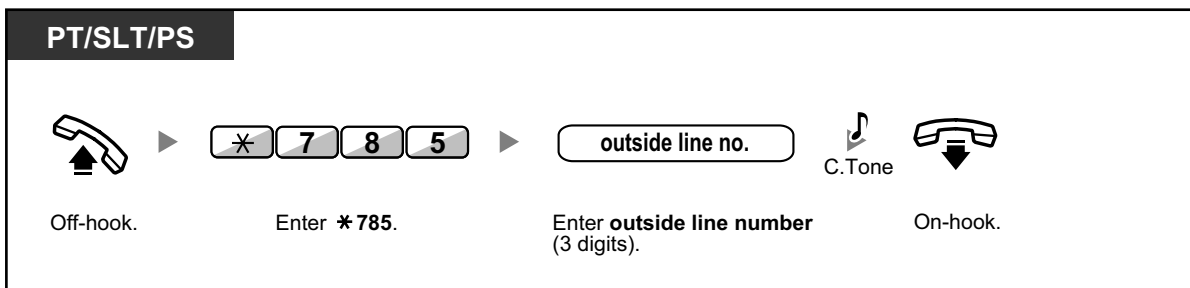 PT/SLT/PS
* 7 8 5
outside line no.
C.Tone
Off-hook.
Enter *785.
Enter outside line number
(3 digits).
On-hook.